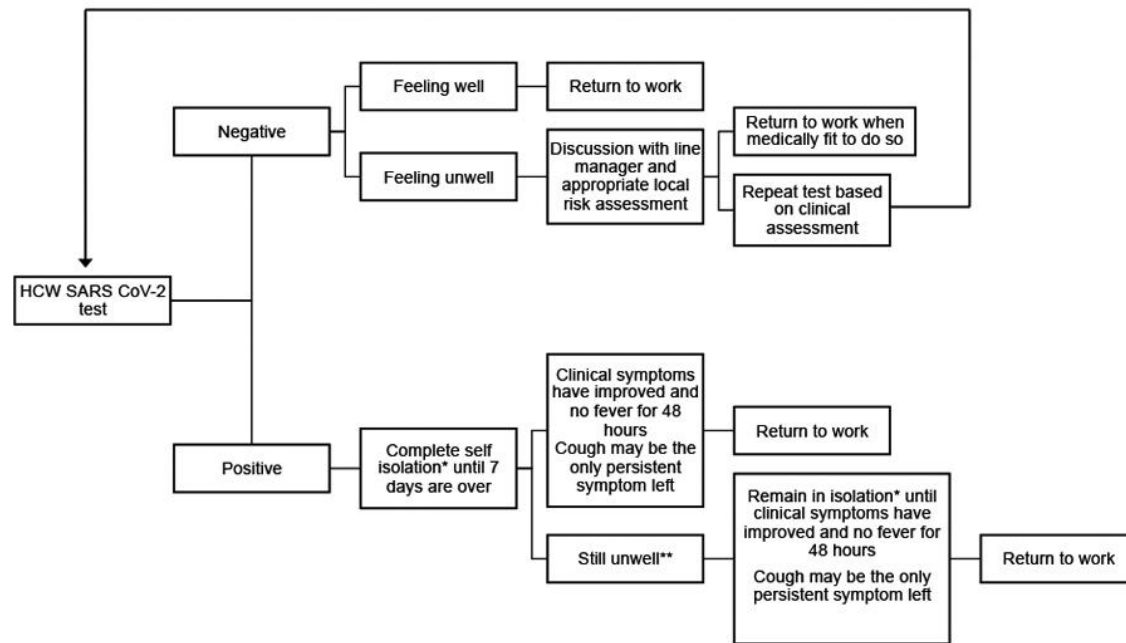 Feeling well
Return to work
Negative
Feeling unwell
Discussion with line
manager and
appropriate local
risk assessment
Return to work when
medically fit to do so
Repeat test based
on clinical
assessment
HCW SARS CoV-2
test
Positive
Complete self
isolation* until 7
days are over
Clinical symptoms
have improved and
no fever for 48
hours
Cough may be the
only persistent
symptom left
Return to work
Still unwell**
Remain in isolation* until
clinical symptoms have
improved and no fever for
48 hours
Cough may be the only
persistent symptom left
Return to work